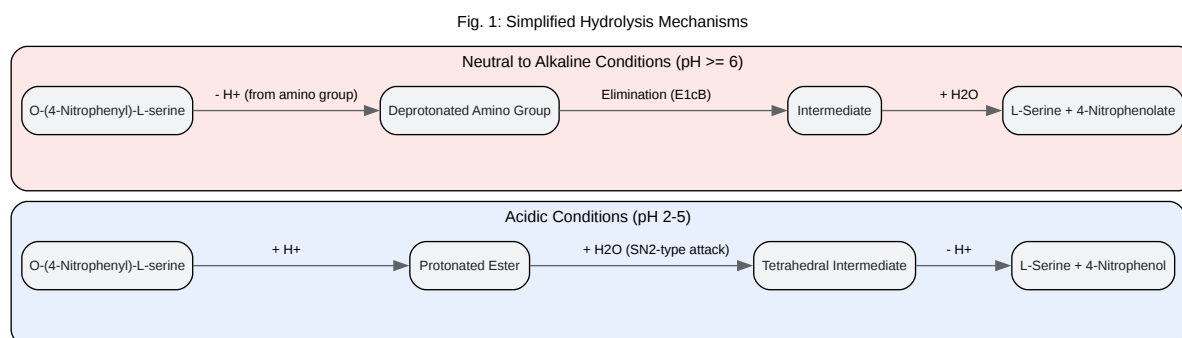 Fig. 1: Simplified Hydrolysis Mechanisms
Neutral to Alkaline Conditions (pH >= 6)
O-(4-Nitrophenyl)-L-serine
- H+ (from amino group)
Deprotonated Amino Group
Elimination (E1cB)
Intermediate
+ H2O
L-Serine + 4-Nitrophenolate
Acidic Conditions (pH 2-5)
O-(4-Nitrophenyl)-L-serine
+ H+
Protonated Ester
+ H2O (SN2-type attack)
Tetrahedral Intermediate
- H+
L-Serine + 4-Nitrophenol